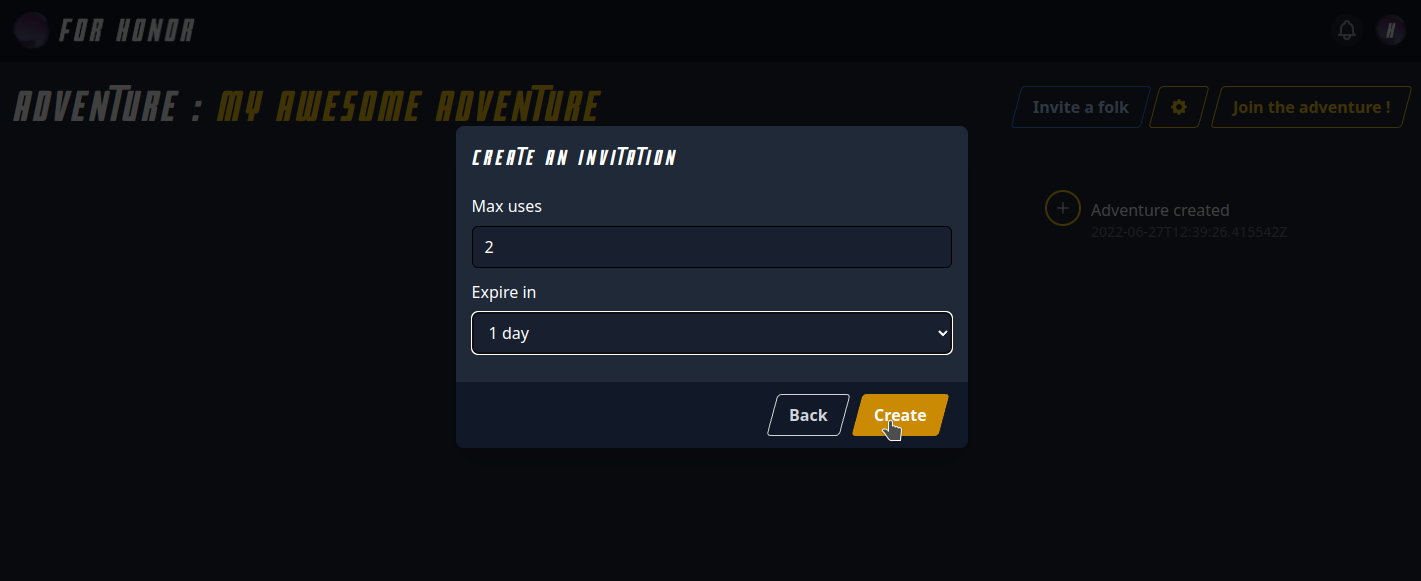 FOR HONOR
H
ADVENTURE : MY AWESOME ADVENTURE
Invite a folk
Join the adventure !
CREATE AN INVITATION
Max uses
2
Expire in
1 day
Back
Create
Adventure created
2022-06-27T12:39:26.415542Z